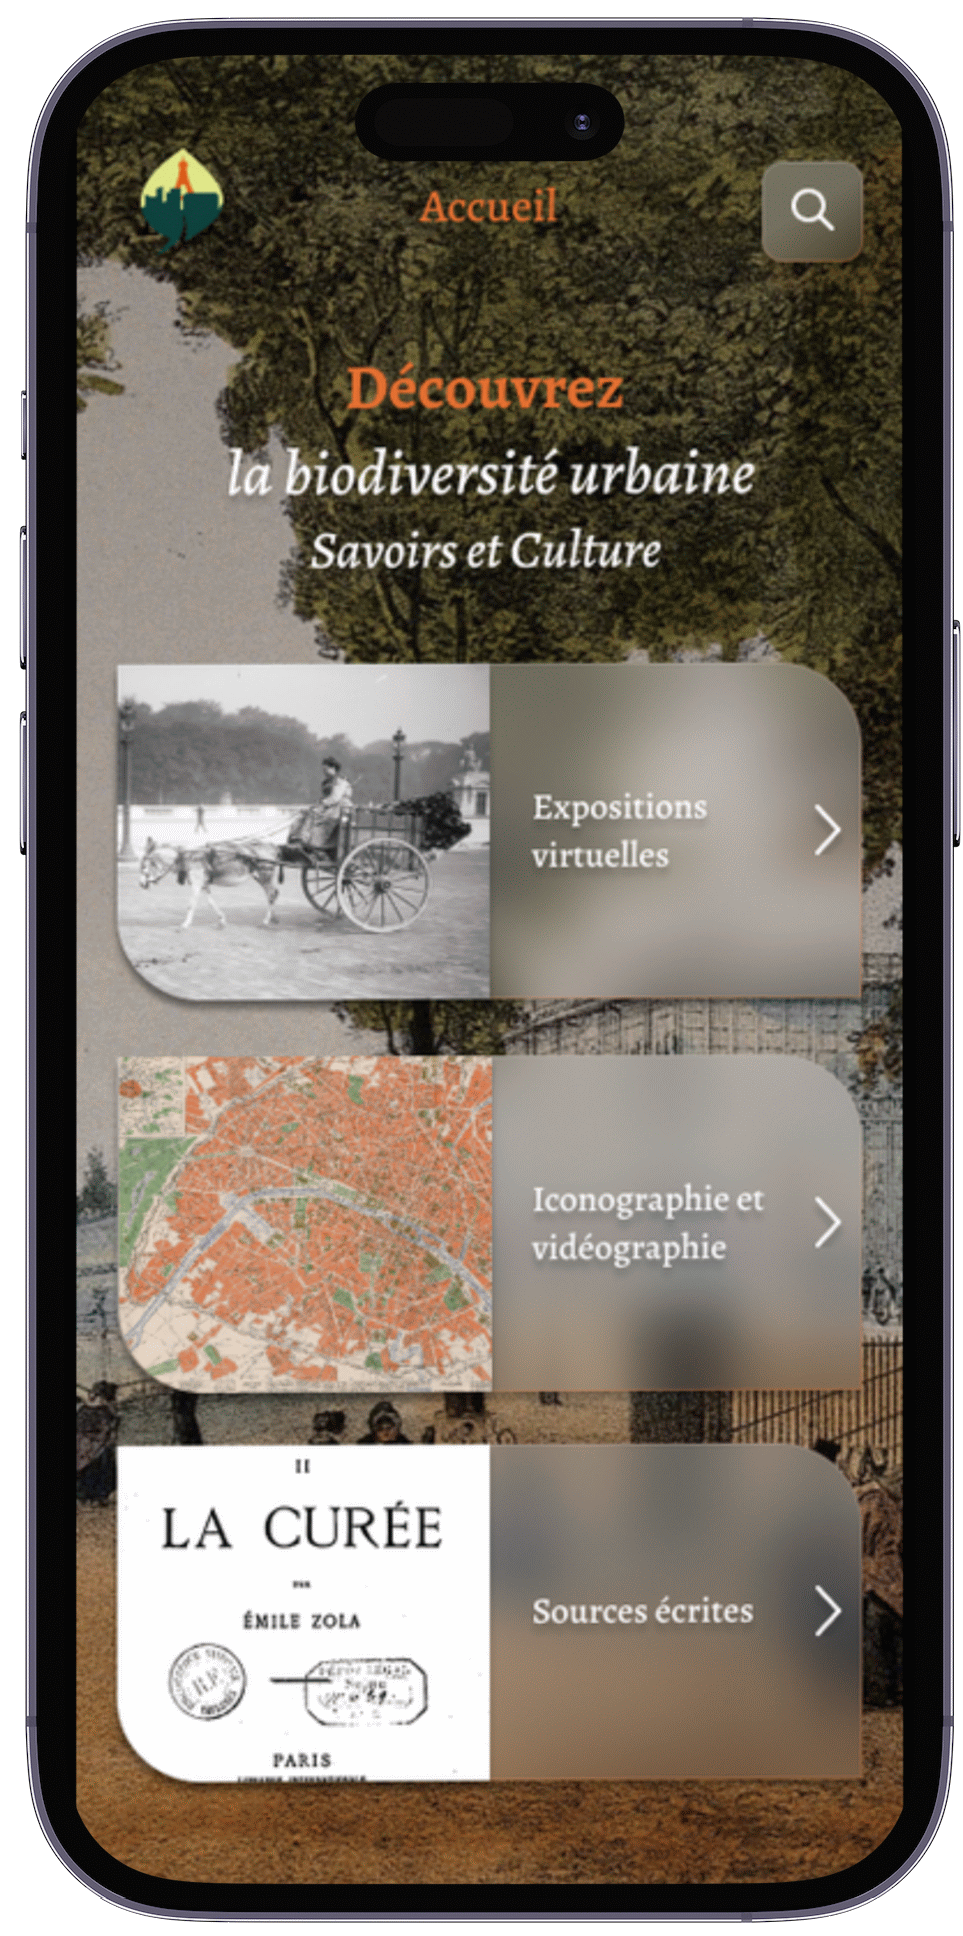 Accueil
Découvrez
la biodiversité urbaine
Savoirs et Culture
Expositions
virtuelles
Iconographie et
vidéographie
II
LA CURÉE
PAR
ÉMILE ZOLA
R.F.
PARIS
Sources écrites